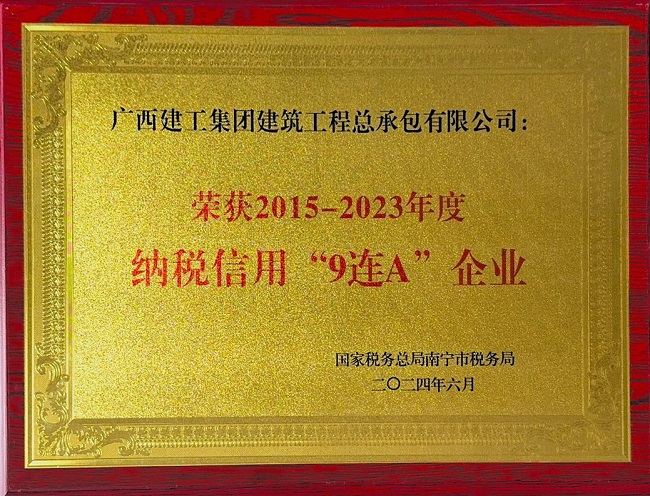 广西建工集团建筑工程总承包有限公司：
荣获2015-2023年度
纳税信用“9连A”企业
国家税务总局南宁市税务局
二〇二四年六月